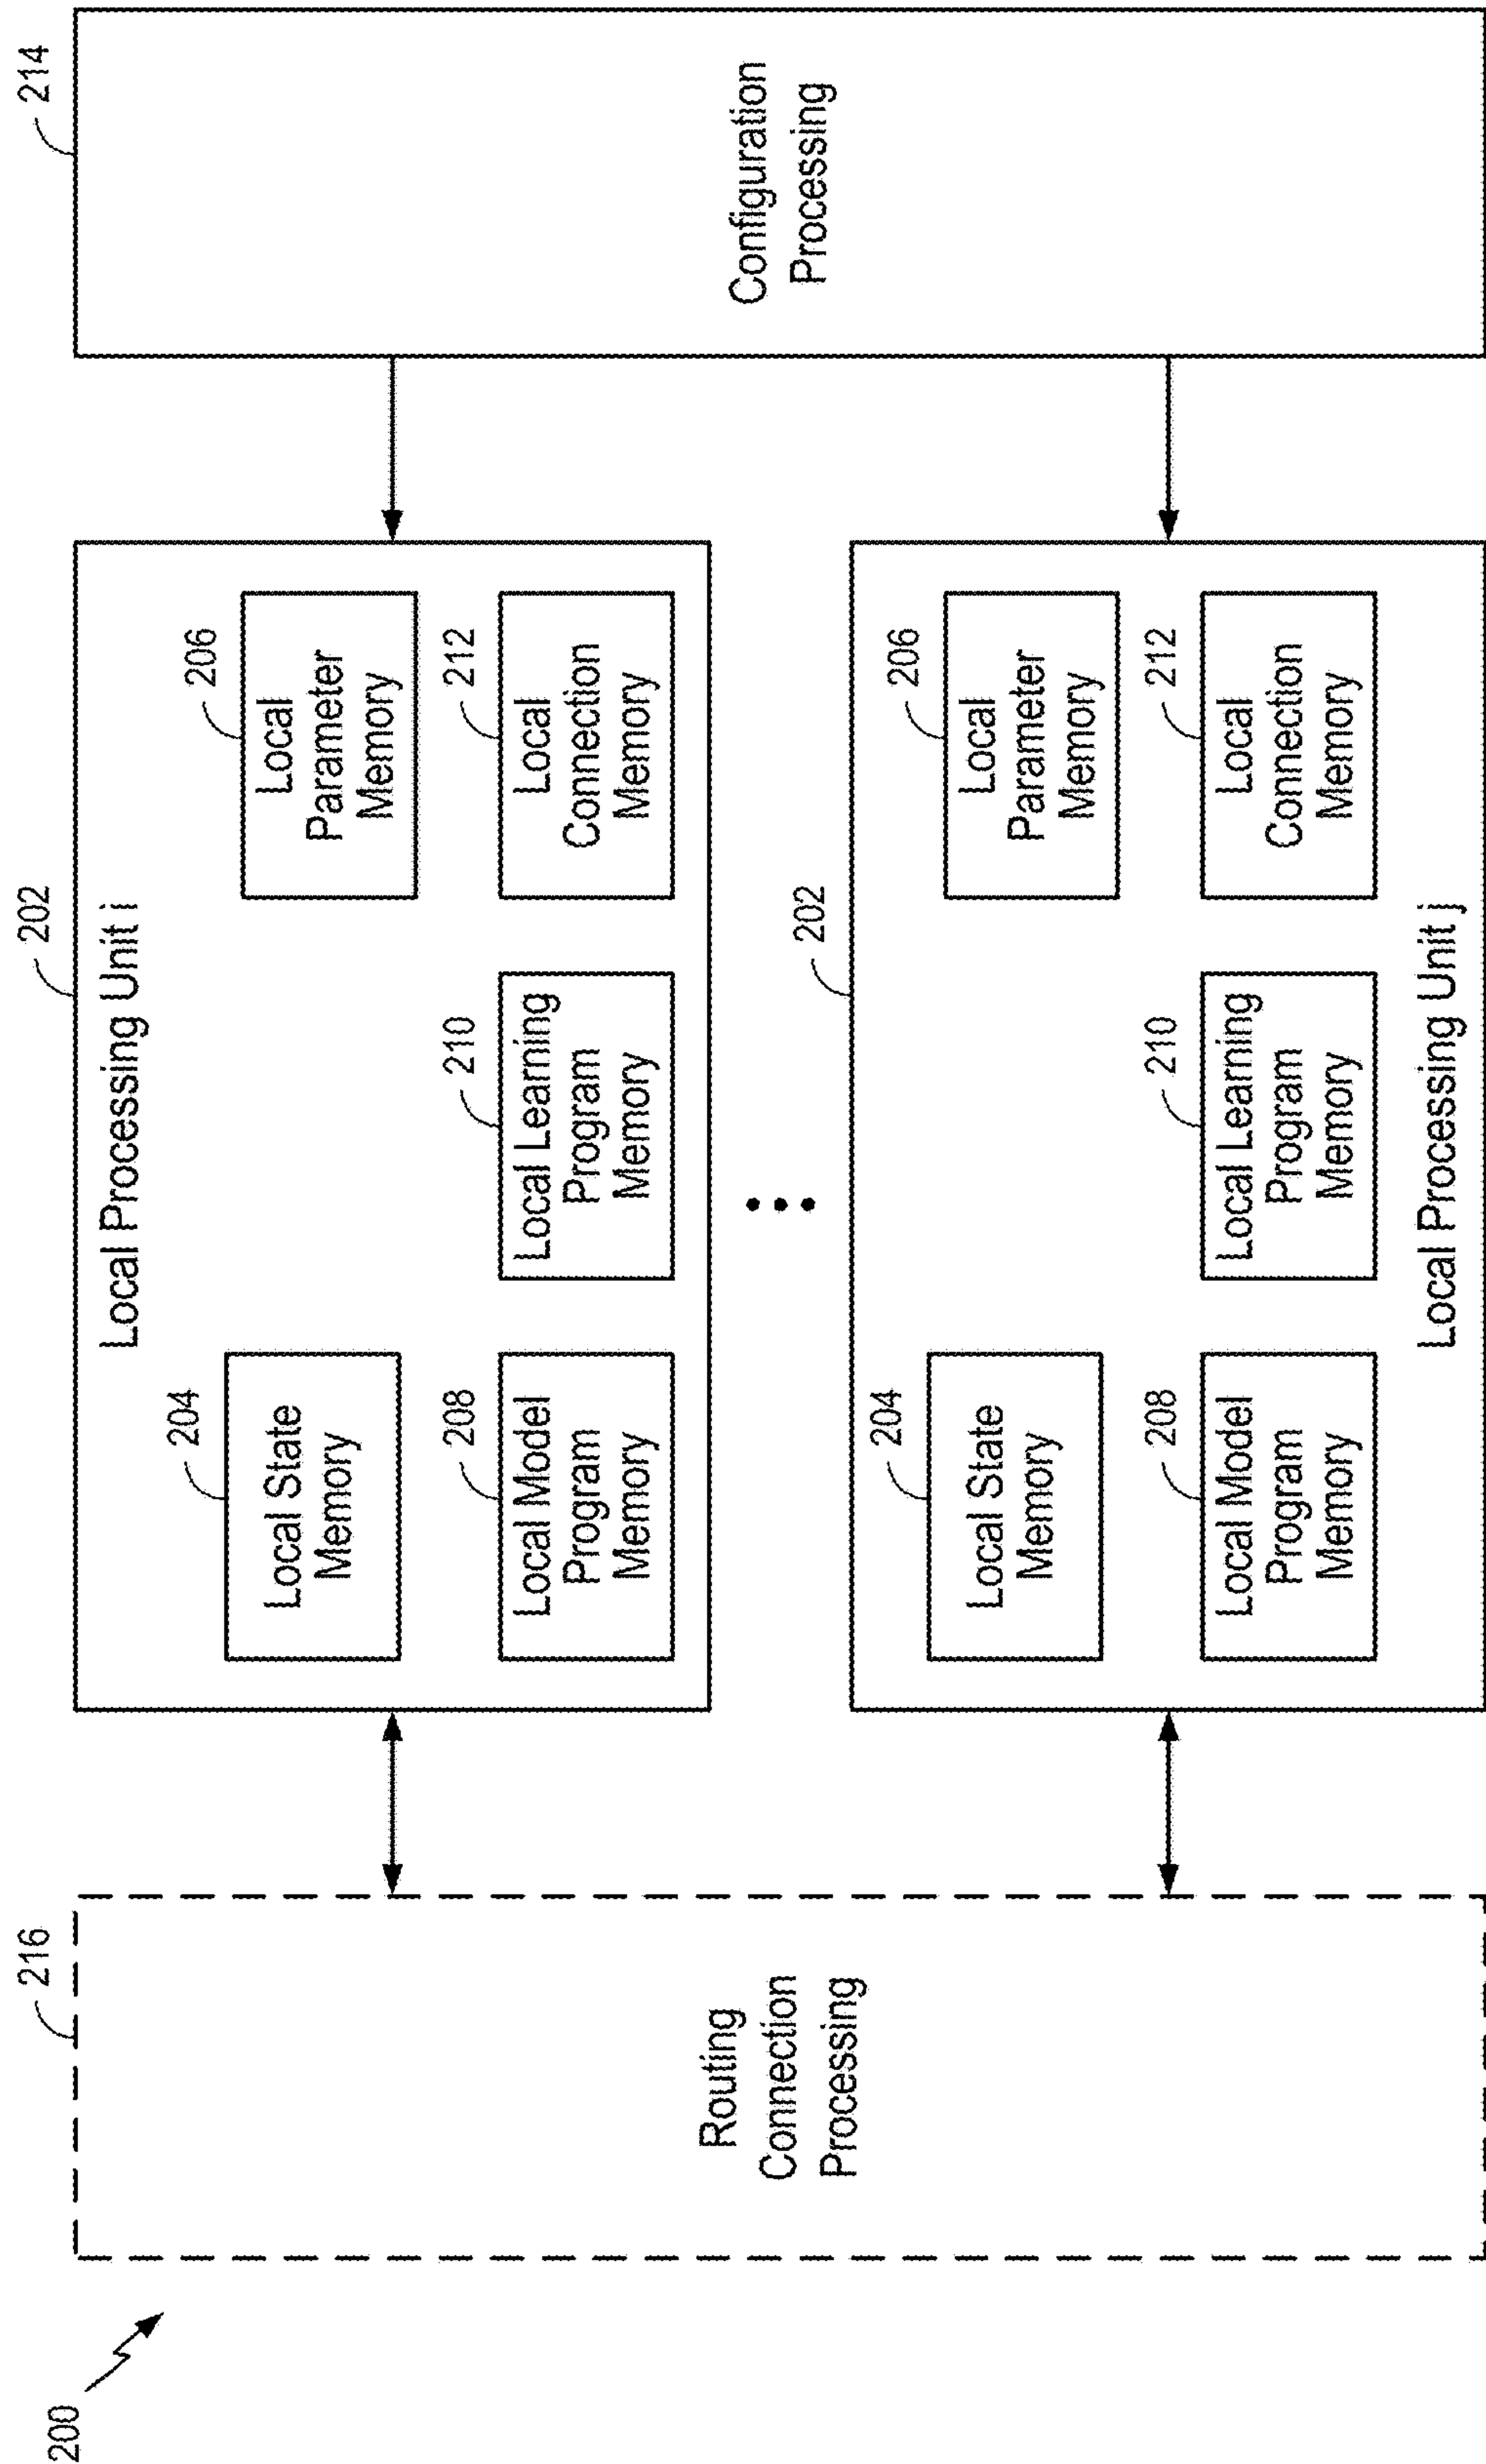 200
216
Routing
Connection
Processing
202
Local Processing Unit i
204
Local State
Memory
206
Local
Parameter
Memory
208
Local Model
Program
Memory
210
Local Learning
Program
Memory
212
Local
Connection
Memory
202
204
Local State
Memory
206
Local
Parameter
Memory
208
Local Model
Program
Memory
210
Local Learning
Program
Memory
212
Local
Connection
Memory
Local Processing Unit j
214
Configuration
Processing